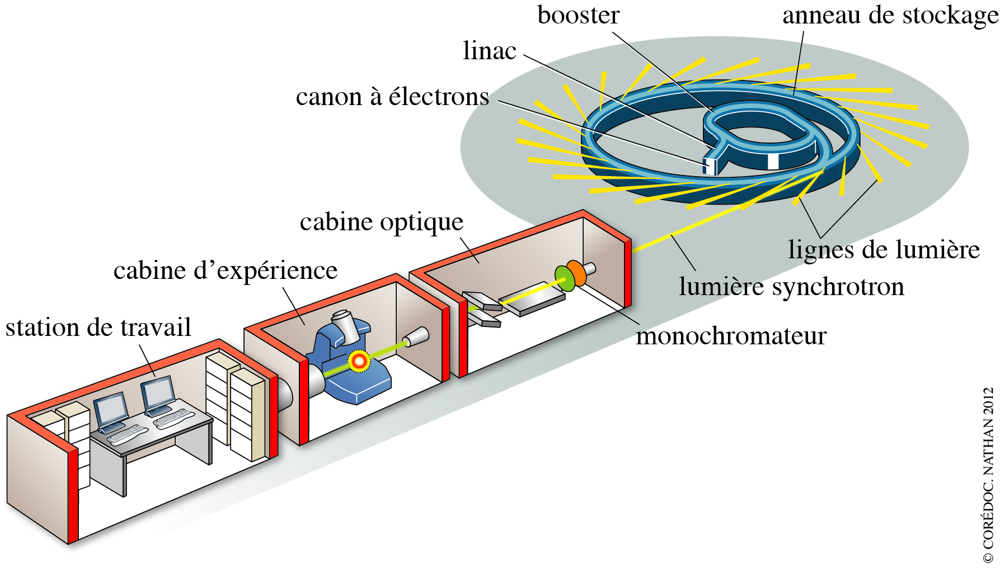 booster
anneau de stockage
linac
canon à électrons
cabine optique
cabine d’expérience
lignes de lumière
lumière synchrotron
station de travail
monochromateur
© CORÉDOC. NATHAN 2012